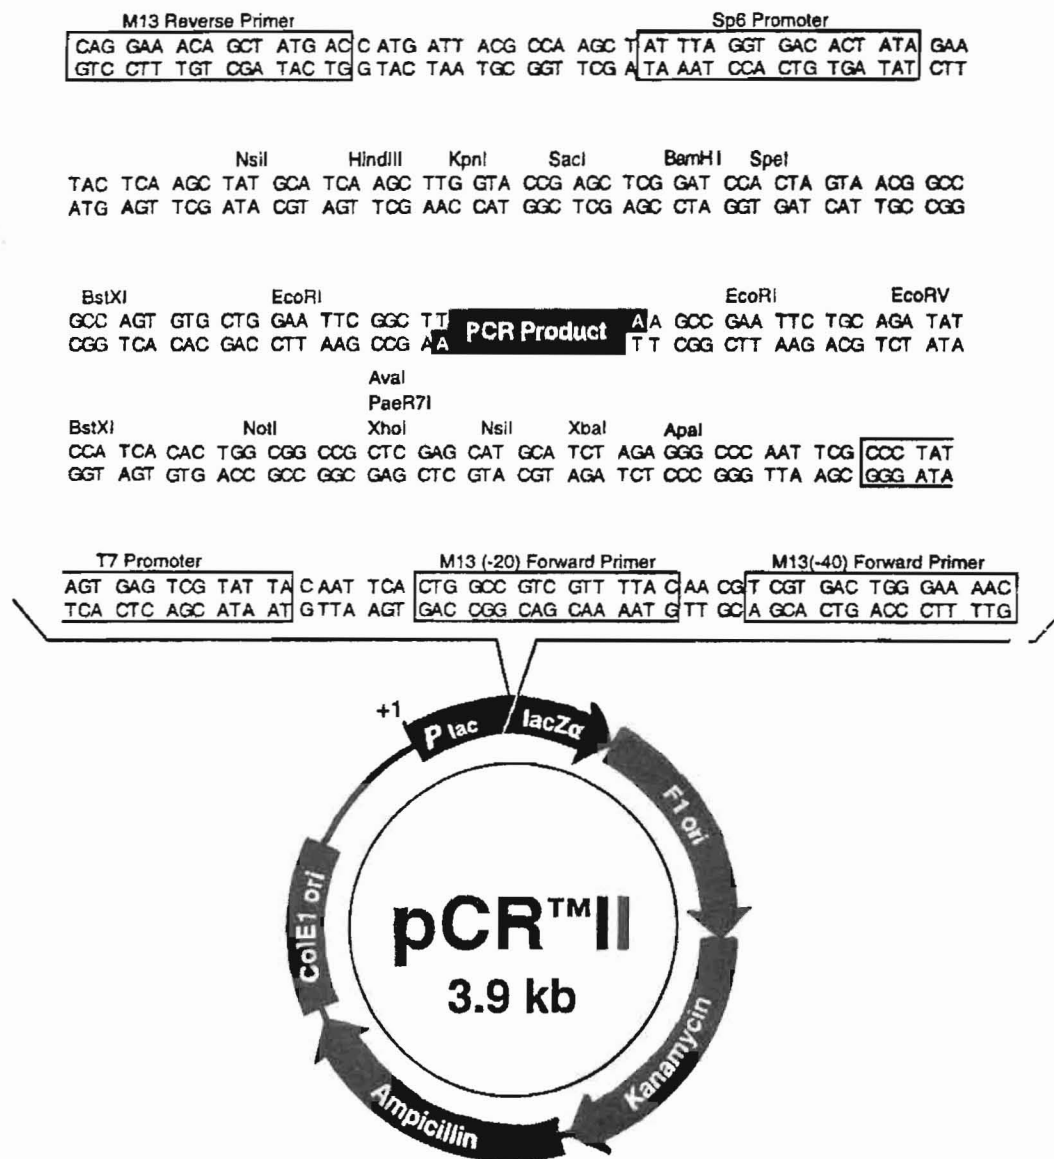 M13 Reverse Primer Sp6 Promoter
CAG GAA ACA GCT ATG AC C ATG ATT ACG CCA AGC T AT TTA GGT GAC ACT ATA GAA
GTC CTT TGT CGA TAC TG G TAC TAA TGC GGT TCG A TA AAT CCA CTG TGA TAT CTT
NsiI HindIII KpnI SacI BamH I SpeI
TAC TCA AGC TAT GCA TCA AGC TTG GTA CCG AGC TCG GAT CCA CTA GTA ACG GCC
ATG AGT TCG ATA CGT AGT TCG AAC CAT GGC TCG AGC CTA GGT GAT CAT TGC CGG
BstXI EcoRI EcoRI EcoRV
GCC AGT GTG CTG GAA TTC GGC TT PCR Product A A GCC GAA TTC TGC AGA TAT
CGG TCA CAC GAC CTT AAG CCG A A A T T CGG CTT AAG ACG TCT ATA
AvaI
PaeR7I
BstXI NotI XhoI NsiI XbaI ApaI
CCA TCA CAC TGG CGG CCG CTC GAG CAT GCA TCT AGA GGG CCC AAT TCG CCC TAT
GGT AGT GTG ACC GCC GGC GAG CTC GTA CGT AGA TCT CCC GGG TTA AGC GGG ATA
T7 Promoter M13 (-20) Forward Primer M13(-40) Forward Primer
AGT GAG TCG TAT TA C AAT TCA CTG GCC GTC GTT TTA C AA CG T CGT GAC TGG GAA AAC
TCA CTC AGC ATA AT G TTA AGT GAC CGG CAG CAA AAT G TT GC A GCA CTG ACC CTT TTG
+1
P lac
lacZα
F1 ori
Kanamycin
Ampicillin
ColE1 ori
pCR™II
3.9 kb